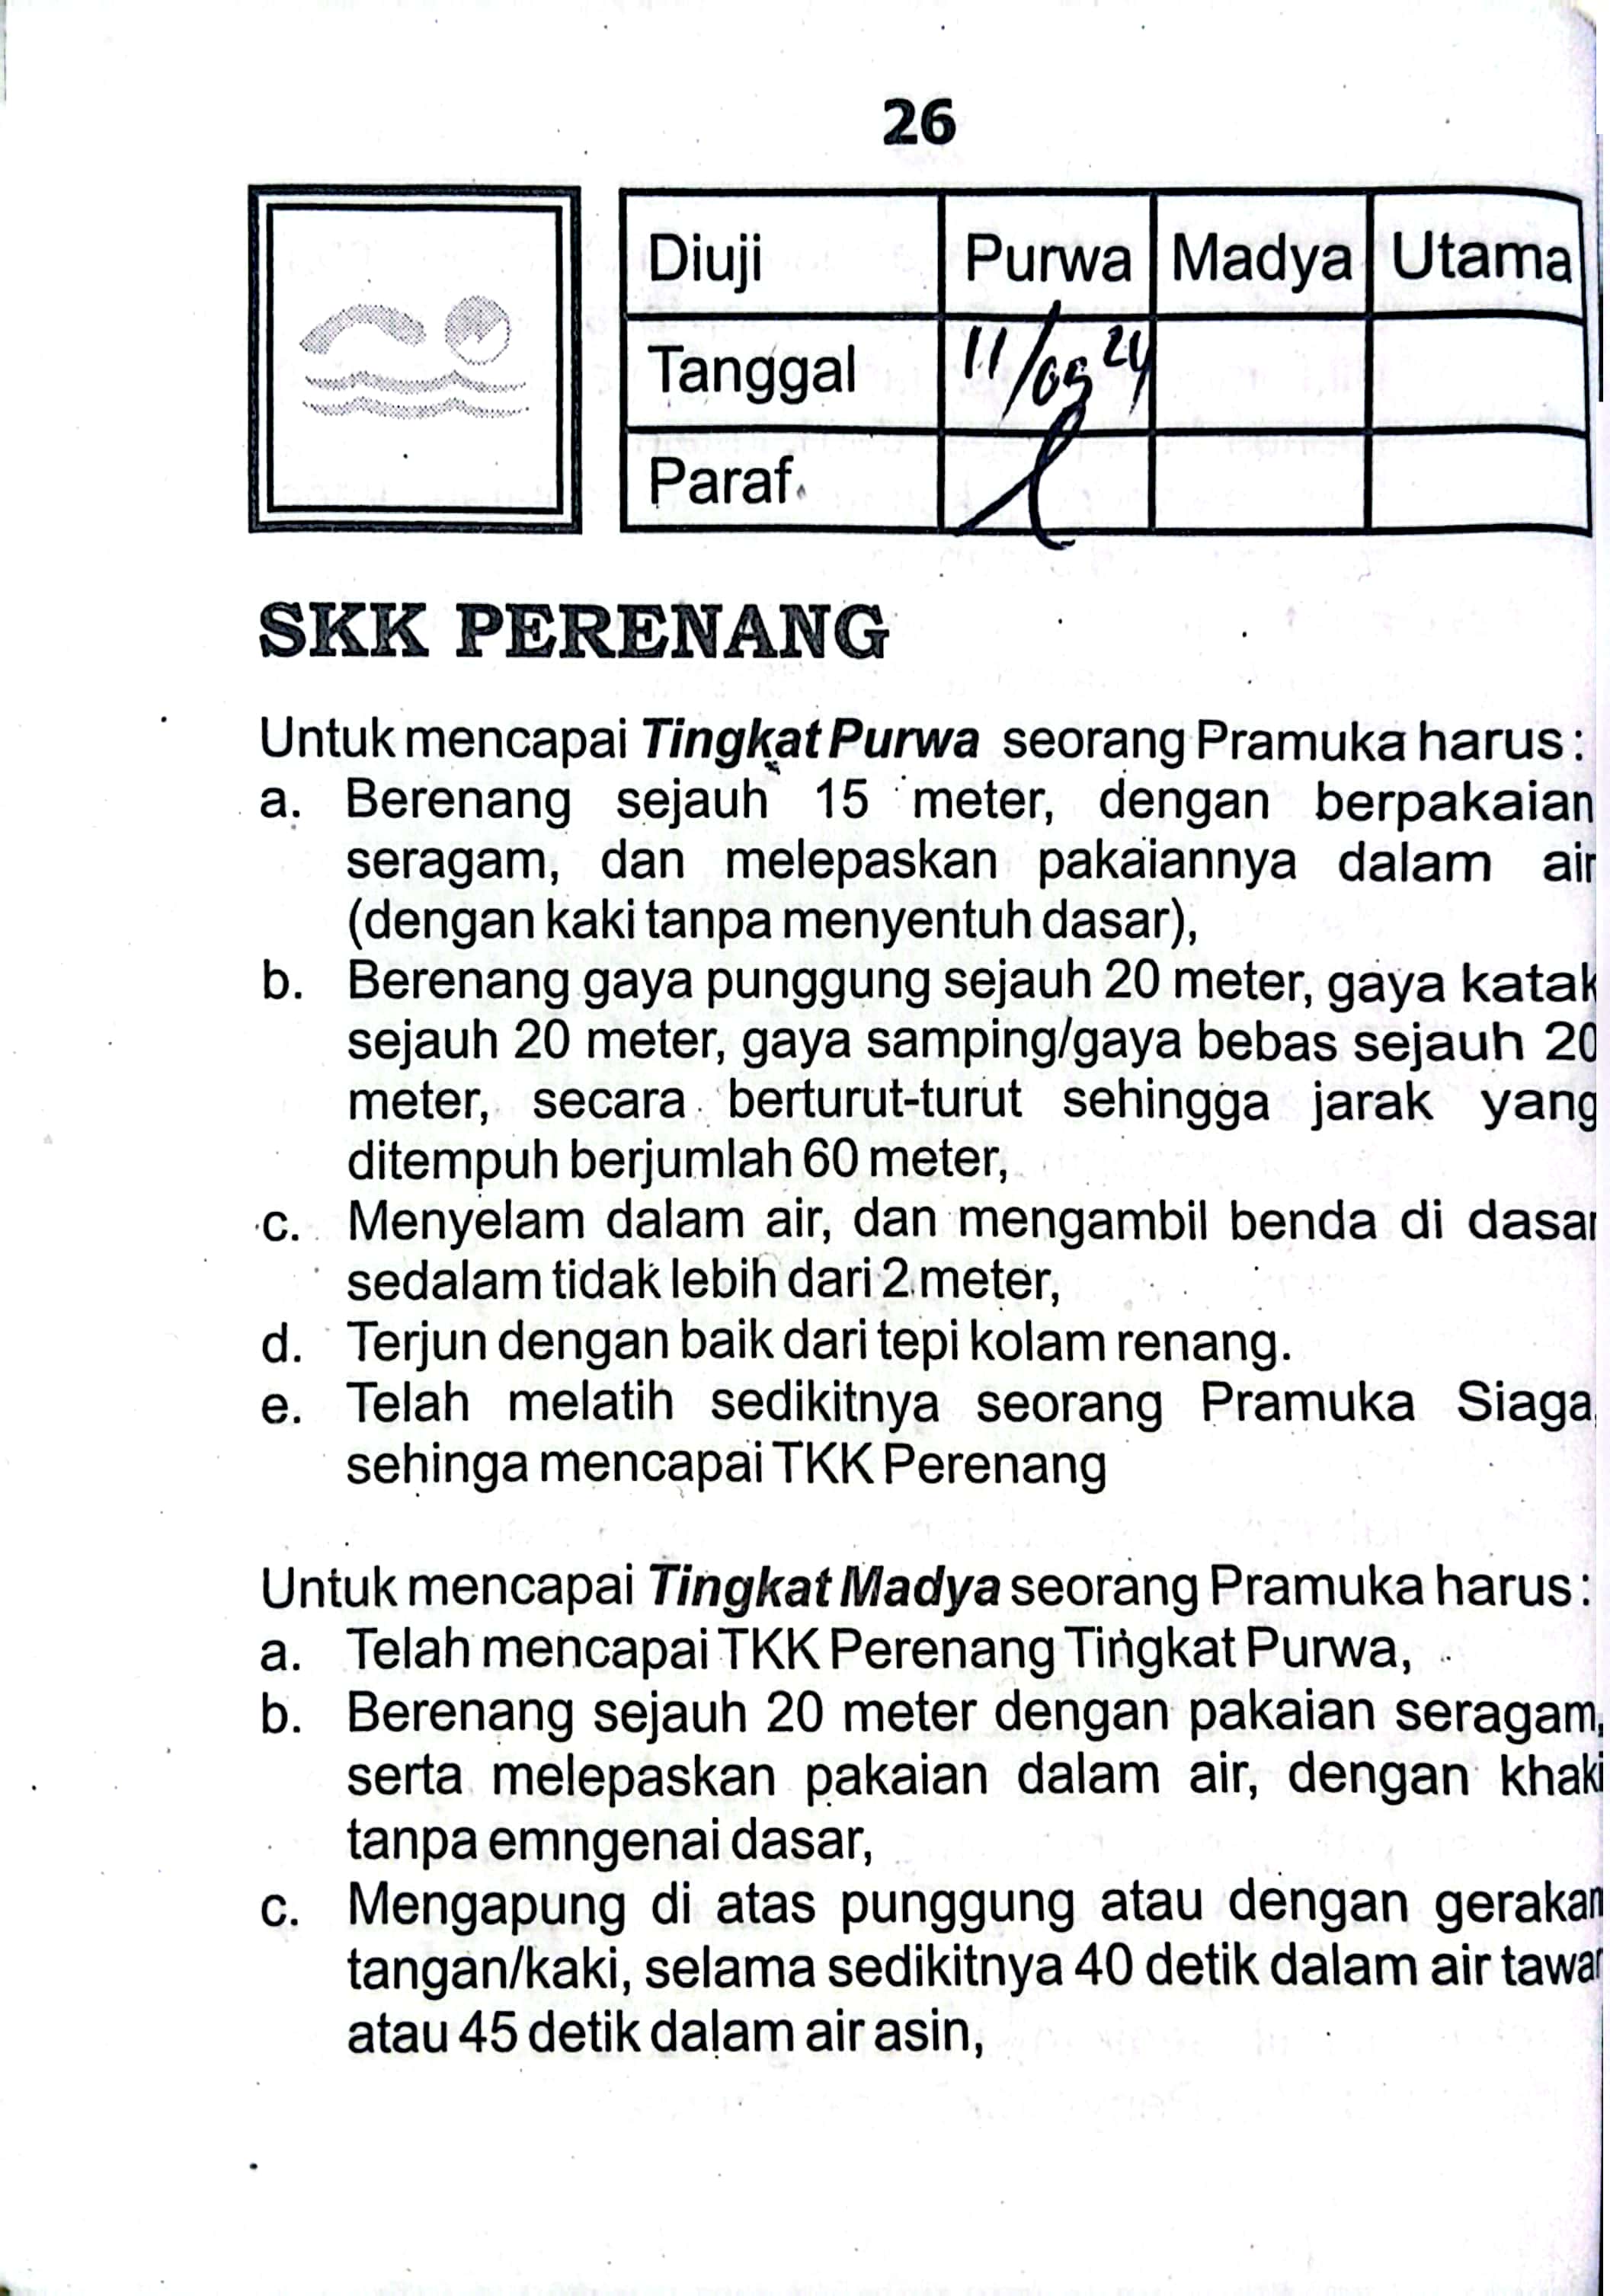 26
Diuji Purwa Madya Utama
Tanggal 11/05 24
Paraf
SKK PERENANG
Untuk mencapai Tingkat Purwa seorang Pramuka harus :
a. Berenang sejauh 15 meter, dengan berpakaian
seragam, dan melepaskan pakaiannya dalam air
(dengan kaki tanpa menyentuh dasar),
b. Berenang gaya punggung sejauh 20 meter, gaya katak
sejauh 20 meter, gaya samping/gaya bebas sejauh 20
meter, secara berturut-turut sehingga jarak yang
ditempuh berjumlah 60 meter,
c. Menyelam dalam air, dan mengambil benda di dasar
sedalam tidak lebih dari 2 meter,
d. Terjun dengan baik dari tepi kolam renang.
e. Telah melatih sedikitnya seorang Pramuka Siaga,
sehinga mencapai TKK Perenang
Untuk mencapai Tingkat Madya seorang Pramuka harus :
a. Telah mencapai TKK Perenang Tingkat Purwa,
b. Berenang sejauh 20 meter dengan pakaian seragam,
serta melepaskan pakaian dalam air, dengan khaki
tanpa emngenai dasar,
c. Mengapung di atas punggung atau dengan gerakan
tangan/kaki, selama sedikitnya 40 detik dalam air tawar
atau 45 detik dalam air asin,